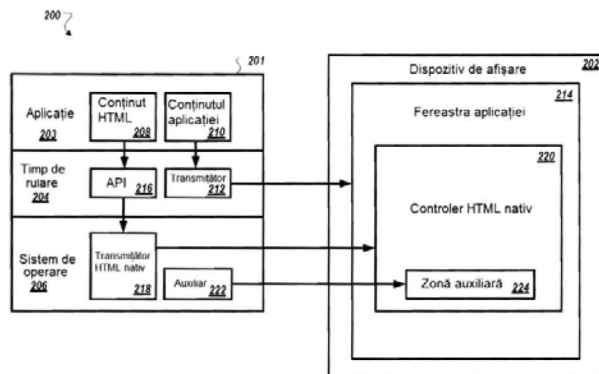 200
201
Aplicație
203
Conținut
HTML
208
Conținutul
aplicației
210
Timp de
rulare
204
API
216
Transmițător
212
Sistem de
operare
206
Transmițător
HTML nativ
218
Auxiliar
222
Dispozitiv de afișare
202
214
Fereastra aplicației
220
Controler HTML nativ
Zonă auxiliară
224